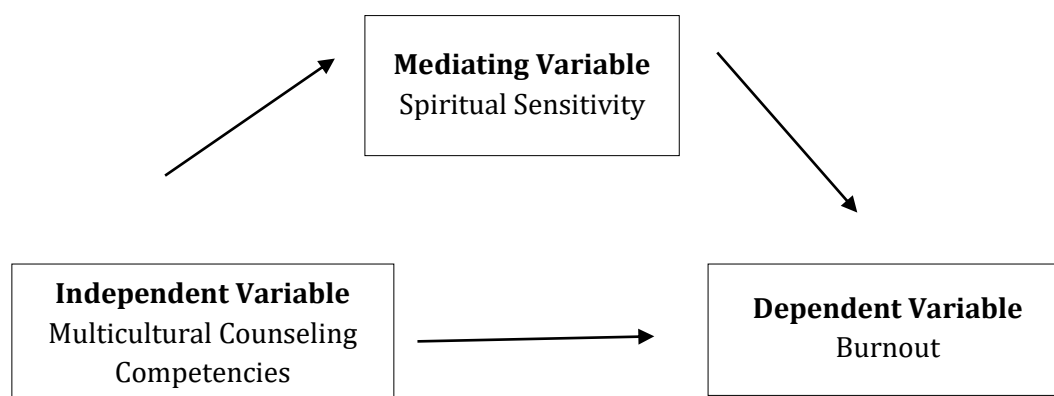 Mediating Variable
Spiritual Sensitivity
Independent Variable
Multicultural Counseling
Competencies
Dependent Variable
Burnout